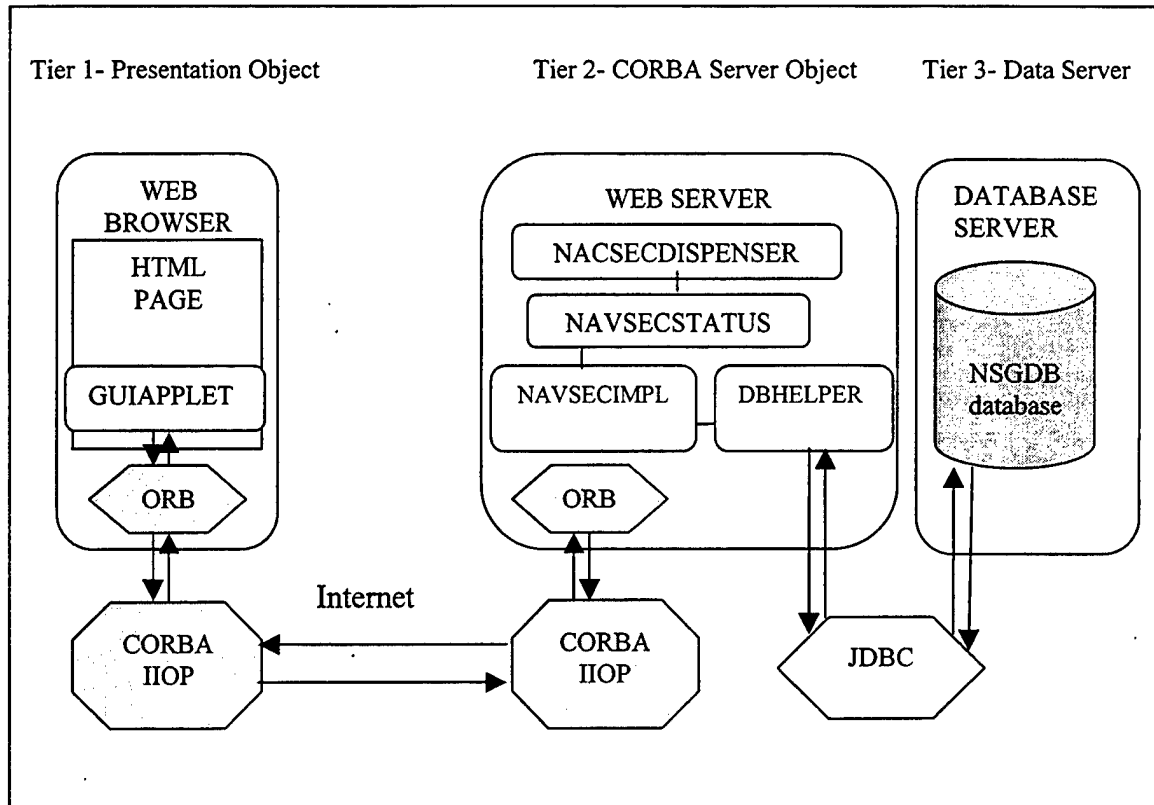 Tier 1- Presentation Object
Tier 2- CORBA Server Object
Tier 3- Data Server
WEB
BROWSER
HTML
PAGE
GUIAPPLET
ORB
CORBA
IIOP
Internet
WEB SERVER
NACSECDISPENSER
NAVSECSTATUS
NAVSECIMPL
DBHELPER
ORB
CORBA
IIOP
JDBC
DATABASE
SERVER
NSGDB
database